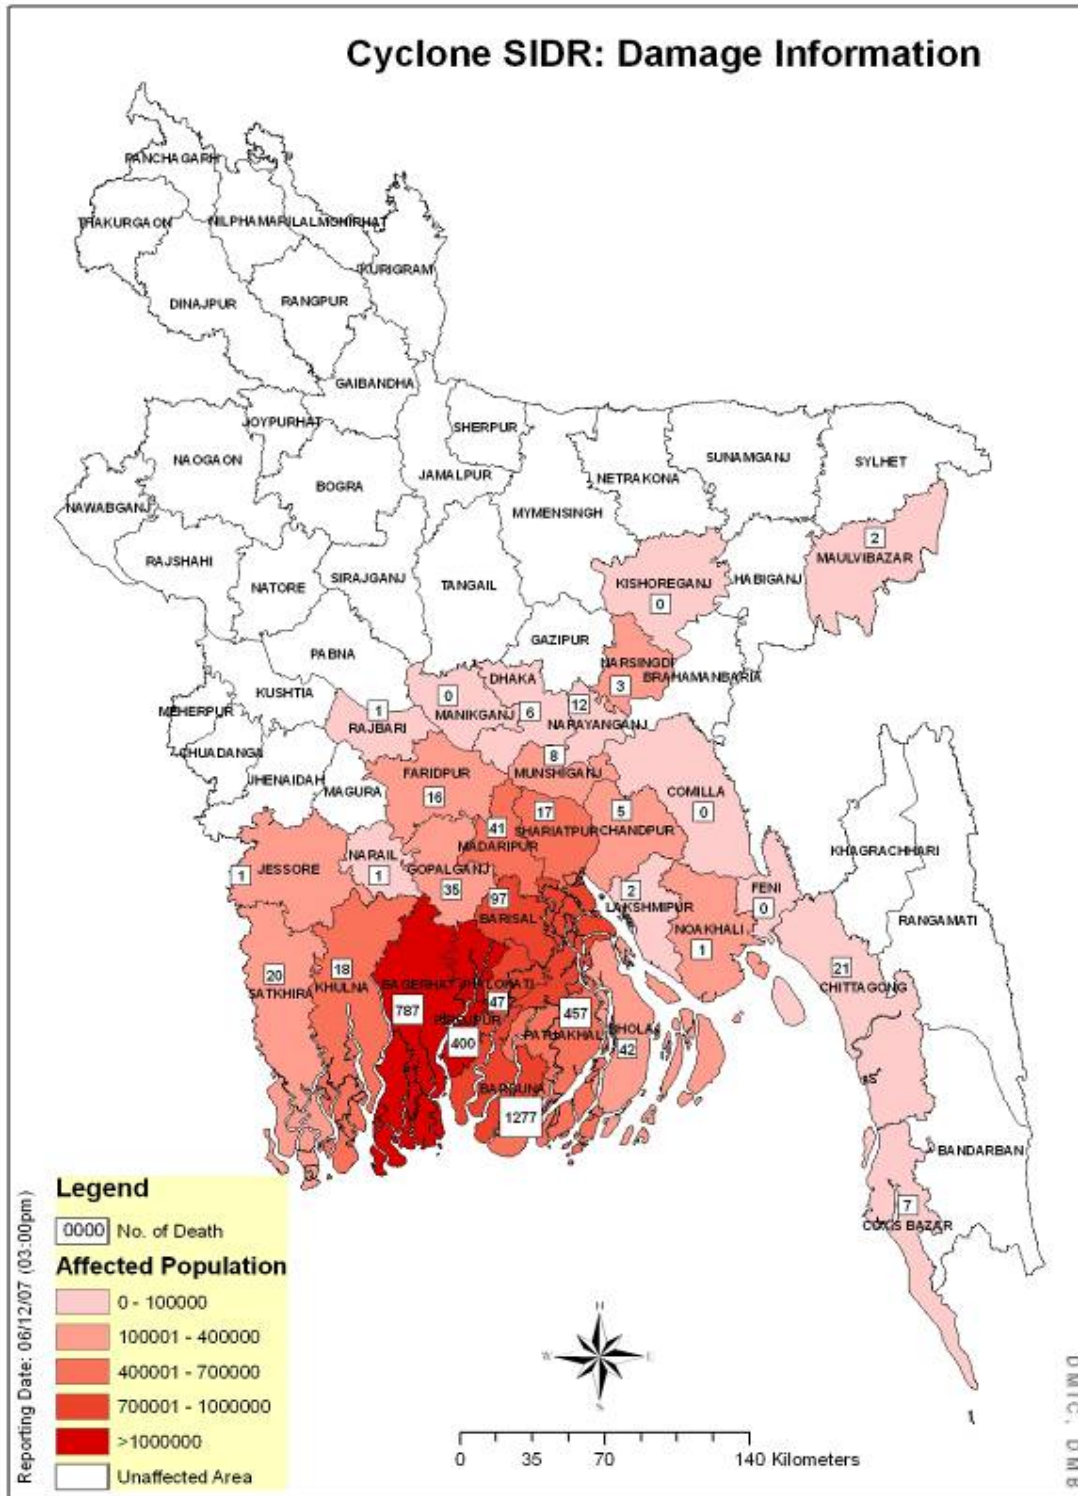 Cyclone SIDR: Damage Information
PANCHAGARH
THAKURGAON
NILPHAMARI
LALMONIRHAT
KURIGRAM
DINAJPUR
RANGPUR
GAIBANDHA
JOYPURHAT
SHERPUR
NAOGAON
BOGRA
JAMALPUR
NETRAKONA
SUNAMGANJ
SYLHET
NAWABGANJ
MYMENSINGH
2
MAULVIBAZAR
RAJSHAHI
NATORE
SIRAJGANJ
TANGAIL
KISHOREGANJ
0
HABIGANJ
GAZIPUR
PABNA
NARSINGDI
3
BRAHAMANBARIA
KUSHTIA
DHAKA
6
0
MANIKGANJ
12
NARAYANGANJ
MEHERPUR
1
RAJBARI
CHUADANGA
8
MUNSHIGANJ
JHENAIDAH
MAGURA
FARIDPUR
16
COMILLA
0
17
SHARIATPUR
5
CHANDPUR
41
MADARIPUR
KHAGRACHHARI
NARAIL
1
JESSORE
1
GOPALGANJ
35
97
BARISAL
2
LAKSHMIPUR
FENI
0
RANGAMATI
NOAKHALI
1
20
SATKHIRA
18
KHULNA
BAGERHAT
787
JHALOKATI
47
PIROJPUR
400
457
PATUAKHALI
BHOLA
42
21
CHITTAGONG
BARGUNA
1277
BANDARBAN
7
COXS BAZAR
Legend
0000 No. of Death
Affected Population
0 - 100000
100001 - 400000
400001 - 700000
700001 - 1000000
>1000000
Unaffected Area
Reporting Date: 06/12/07 (03:00pm)
N
W E
S
0 35 70 140 Kilometers
DMIC, DMB